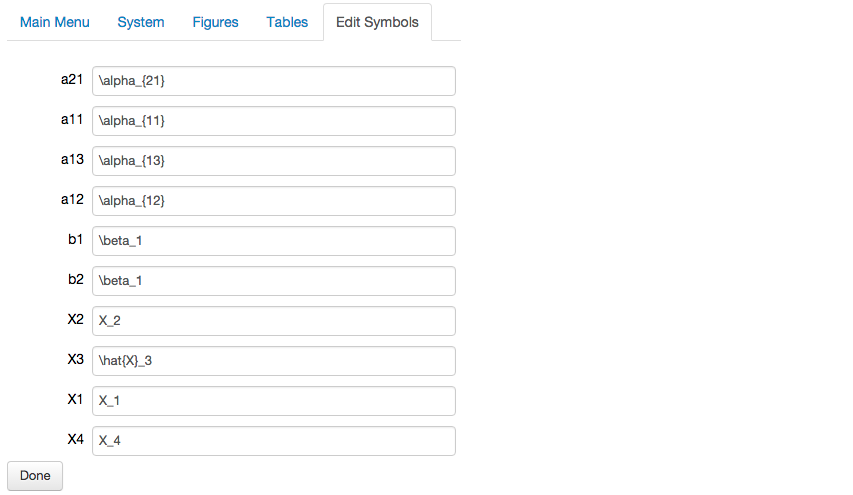 Main Menu System Figures Tables Edit Symbols
a21 \alpha_{21}
a11 \alpha_{11}
a13 \alpha_{13}
a12 \alpha_{12}
b1 \beta_1
b2 \beta_1
X2 X_2
X3 \hat{X}_3
X1 X_1
X4 X_4
Done